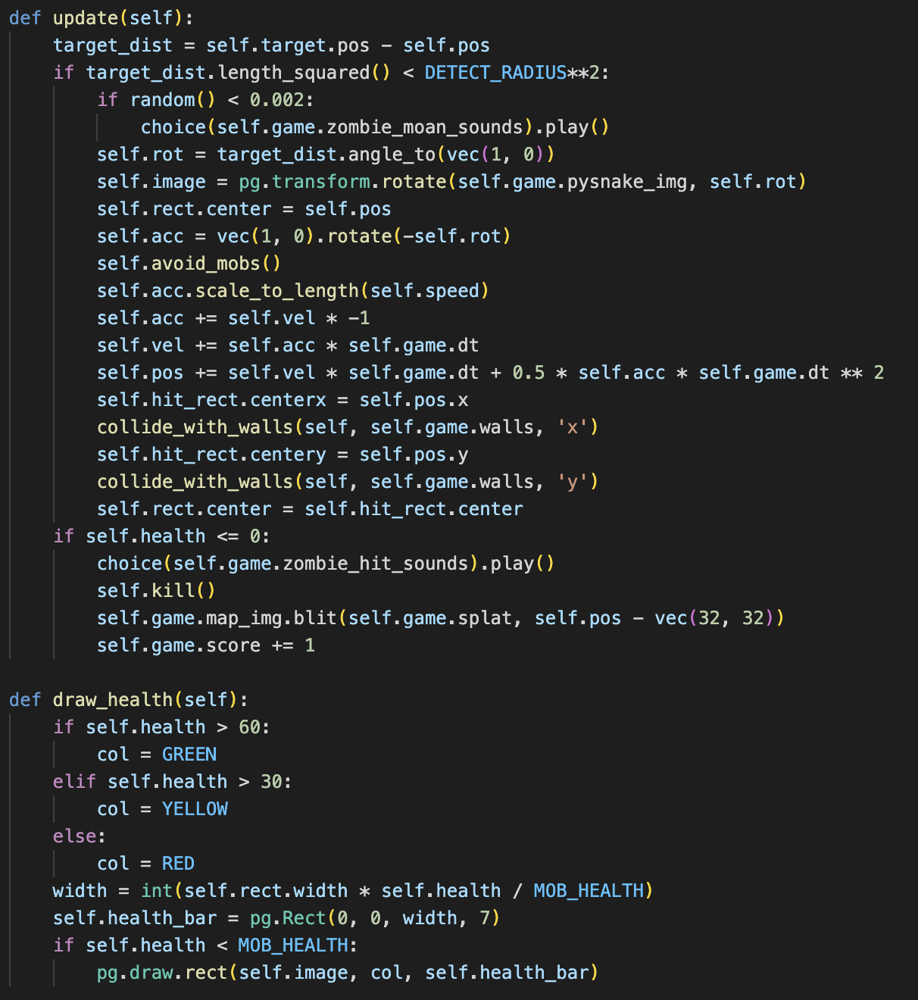 def update(self):
    target_dist = self.target.pos - self.pos
    if target_dist.length_squared() < DETECT_RADIUS**2:
        if random() < 0.002:
            choice(self.game.zombie_moan_sounds).play()
        self.rot = target_dist.angle_to(vec(1, 0))
        self.image = pg.transform.rotate(self.game.pysnake_img, self.rot)
        self.rect.center = self.pos
        self.acc = vec(1, 0).rotate(-self.rot)
        self.avoid_mobs()
        self.acc.scale_to_length(self.speed)
        self.acc += self.vel * -1
        self.vel += self.acc * self.game.dt
        self.pos += self.vel * self.game.dt + 0.5 * self.acc * self.game.dt ** 2
        self.hit_rect.centerx = self.pos.x
        collide_with_walls(self, self.game.walls, 'x')
        self.hit_rect.centery = self.pos.y
        collide_with_walls(self, self.game.walls, 'y')
        self.rect.center = self.hit_rect.center
    if self.health <= 0:
        choice(self.game.zombie_hit_sounds).play()
        self.kill()
        self.game.map_img.blit(self.game.splat, self.pos - vec(32, 32))
        self.game.score += 1

def draw_health(self):
    if self.health > 60:
        col = GREEN
    elif self.health > 30:
        col = YELLOW
    else:
        col = RED
    width = int(self.rect.width * self.health / MOB_HEALTH)
    self.health_bar = pg.Rect(0, 0, width, 7)
    if self.health < MOB_HEALTH:
        pg.draw.rect(self.image, col, self.health_bar)